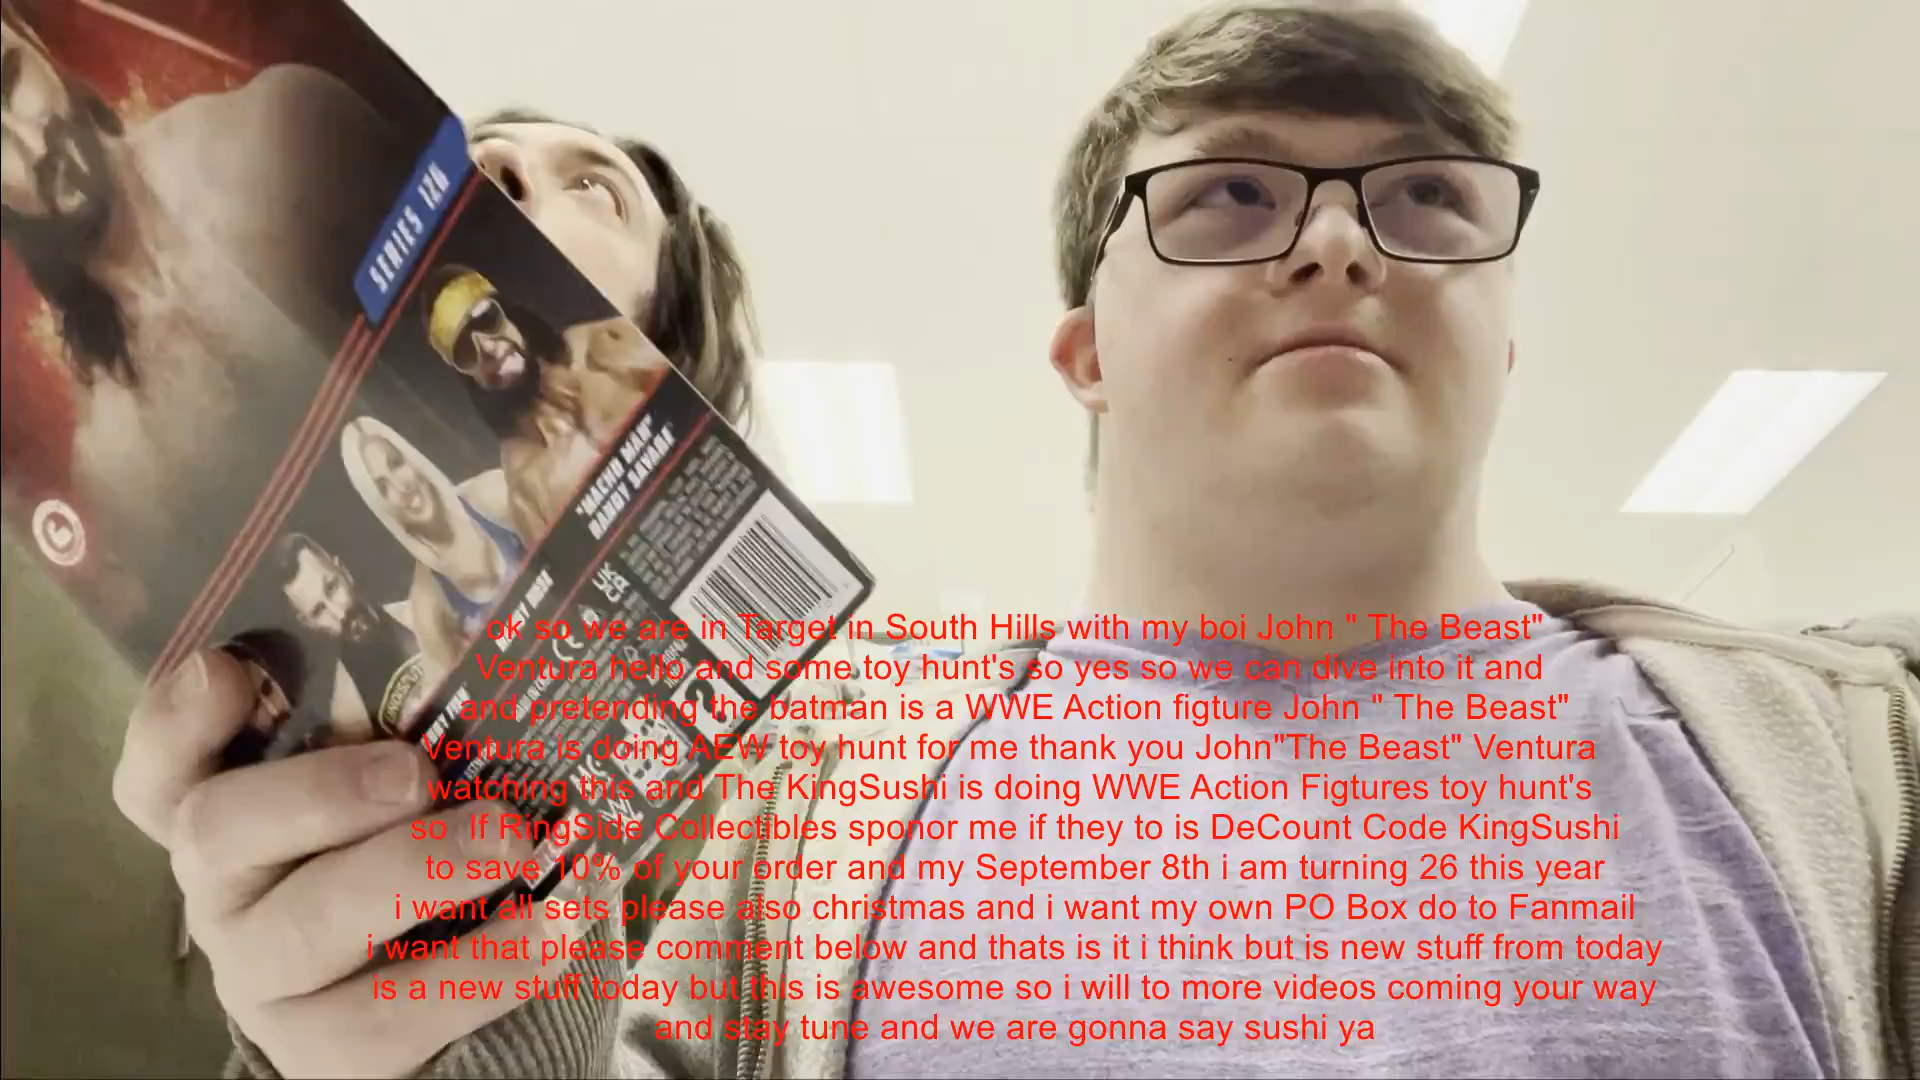 SERIES 126
"MACHO MAN"
RANDY SAVAGE
UK
CA
ok so we are in Target in South Hills with my boi John " The Beast"
Ventura hello and some toy hunt's so yes so we can dive into it and
and pretending the batman is a WWE Action figture John " The Beast"
Ventura is doing AEW toy hunt for me thank you John"The Beast" Ventura
watching this and The KingSushi is doing WWE Action Figtures toy hunt's
so If RingSide Collectibles sponor me if they to is DeCount Code KingSushi
to save 10% of your order and my September 8th i am turning 26 this year
i want all sets please also christmas and i want my own PO Box do to Fanmail
i want that please comment below and thats is it i think but is new stuff from today
is a new stuff today but this is awesome so i will to more videos coming your way
and stay tune and we are gonna say sushi ya